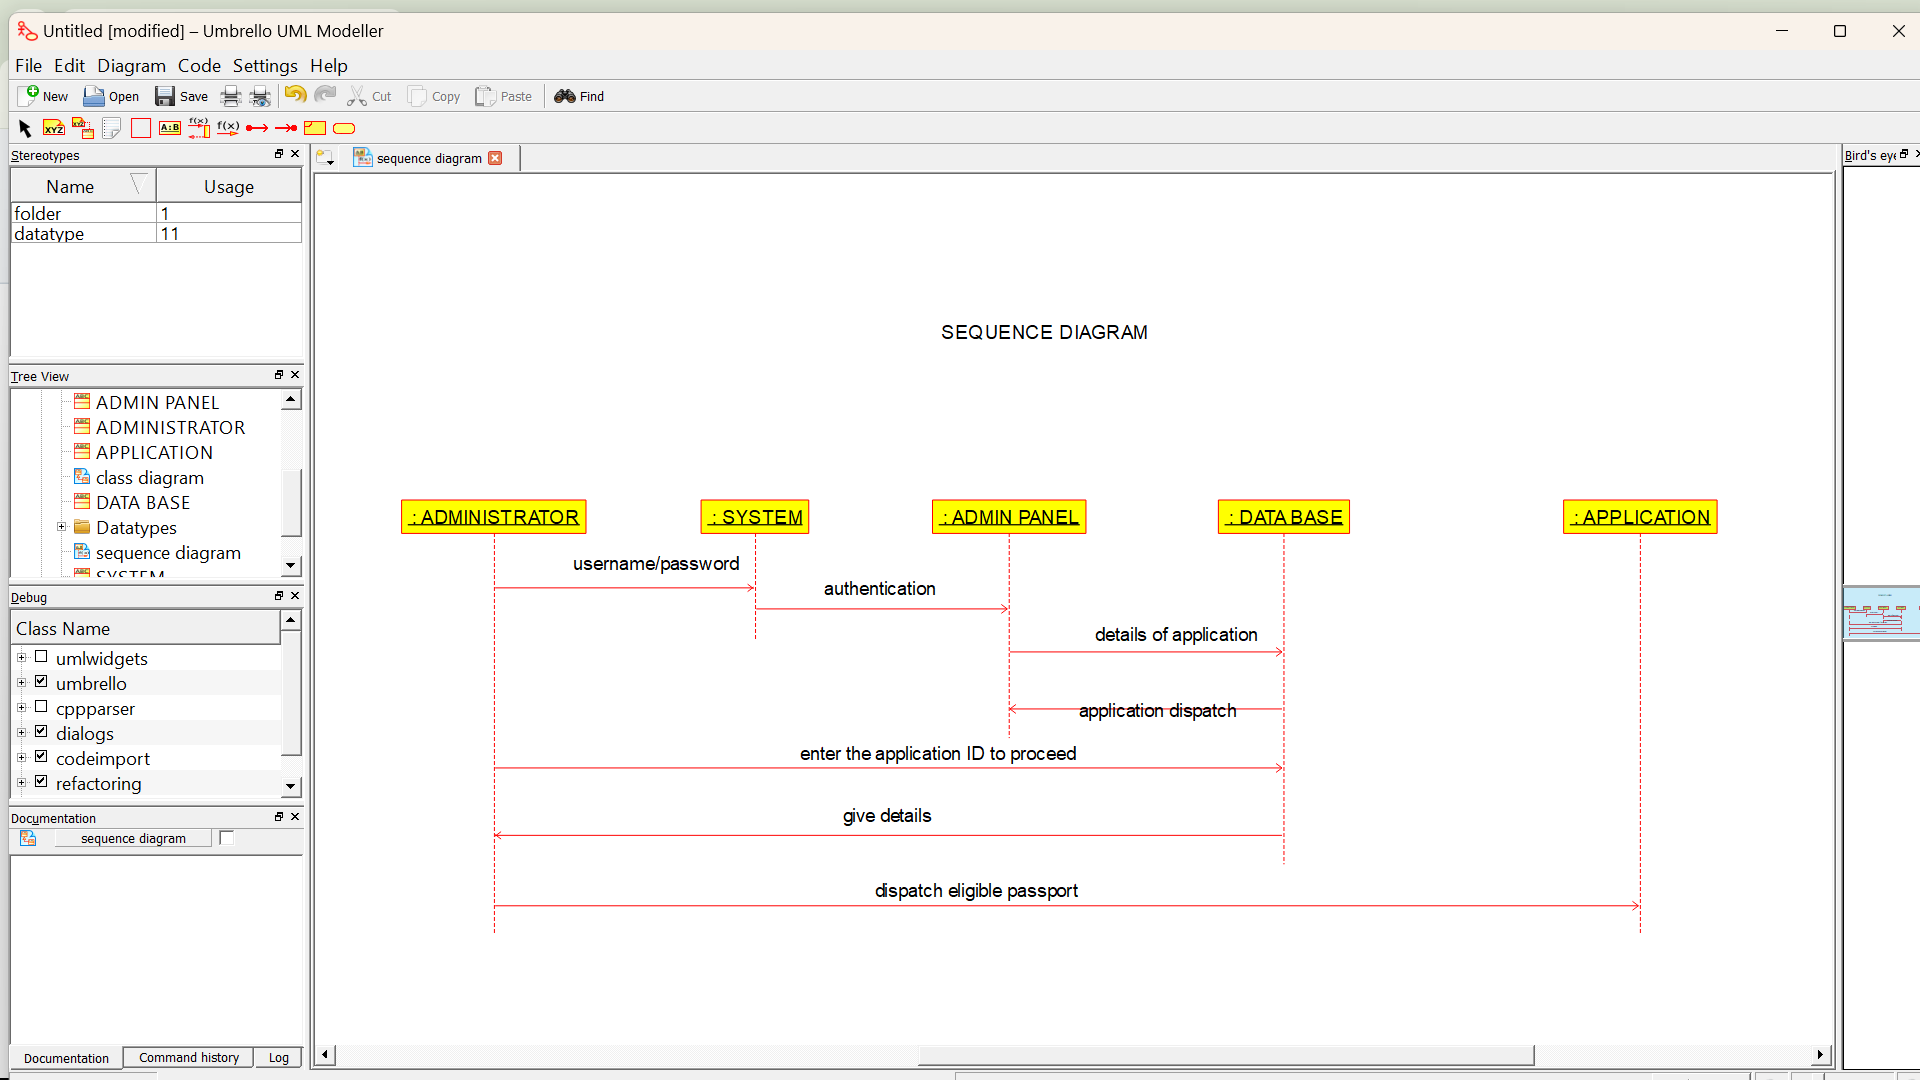 Untitled [modified] – Umbrello UML Modeller
File Edit Diagram Code Settings Help
New Open Save Cut Copy Paste Find
XYZ XYZ A:B f(x) f(x)
Stereotypes
sequence diagram
Bird's eye
Name Usage
folder 1
datatype 11
Tree View
ADMIN PANEL
ADMINISTRATOR
APPLICATION
class diagram
DATA BASE
Datatypes
sequence diagram
SYSTEM
Debug
Class Name
umlwidgets
umbrello
cppparser
dialogs
codeimport
refactoring
Documentation
sequence diagram
Documentation Command history Log
SEQUENCE DIAGRAM
: ADMINISTRATOR : SYSTEM : ADMIN PANEL : DATA BASE : APPLICATION
username/password
authentication
details of application
application dispatch
enter the application ID to proceed
give details
dispatch eligible passport